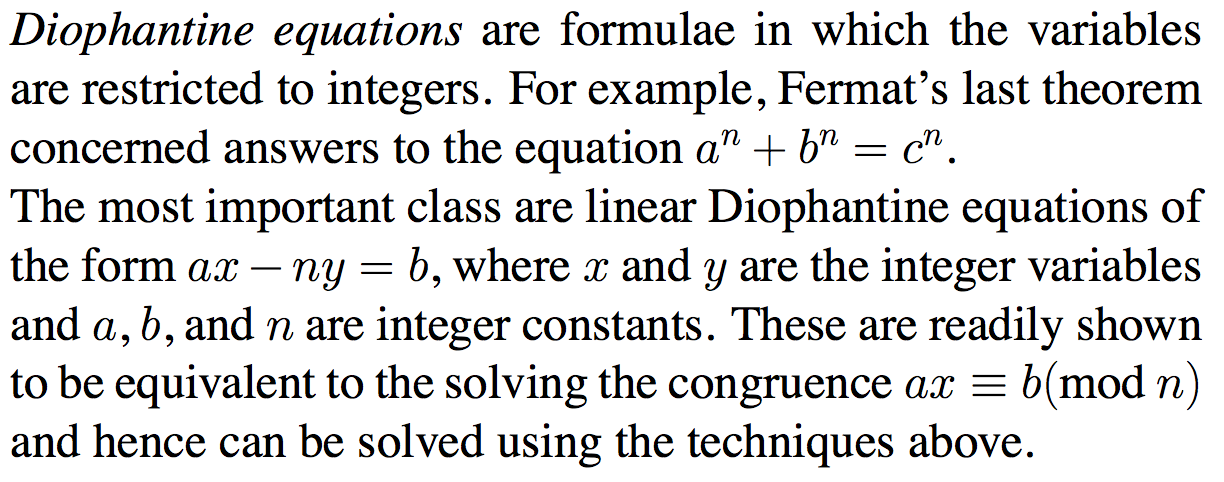 Diophantine equations are formulae in which the variables
are restricted to integers. For example, Fermat’s last theorem
concerned answers to the equation aⁿ + bⁿ = cⁿ.
The most important class are linear Diophantine equations of
the form ax − ny = b, where x and y are the integer variables
and a, b, and n are integer constants. These are readily shown
to be equivalent to the solving the congruence ax ≡ b(mod n)
and hence can be solved using the techniques above.